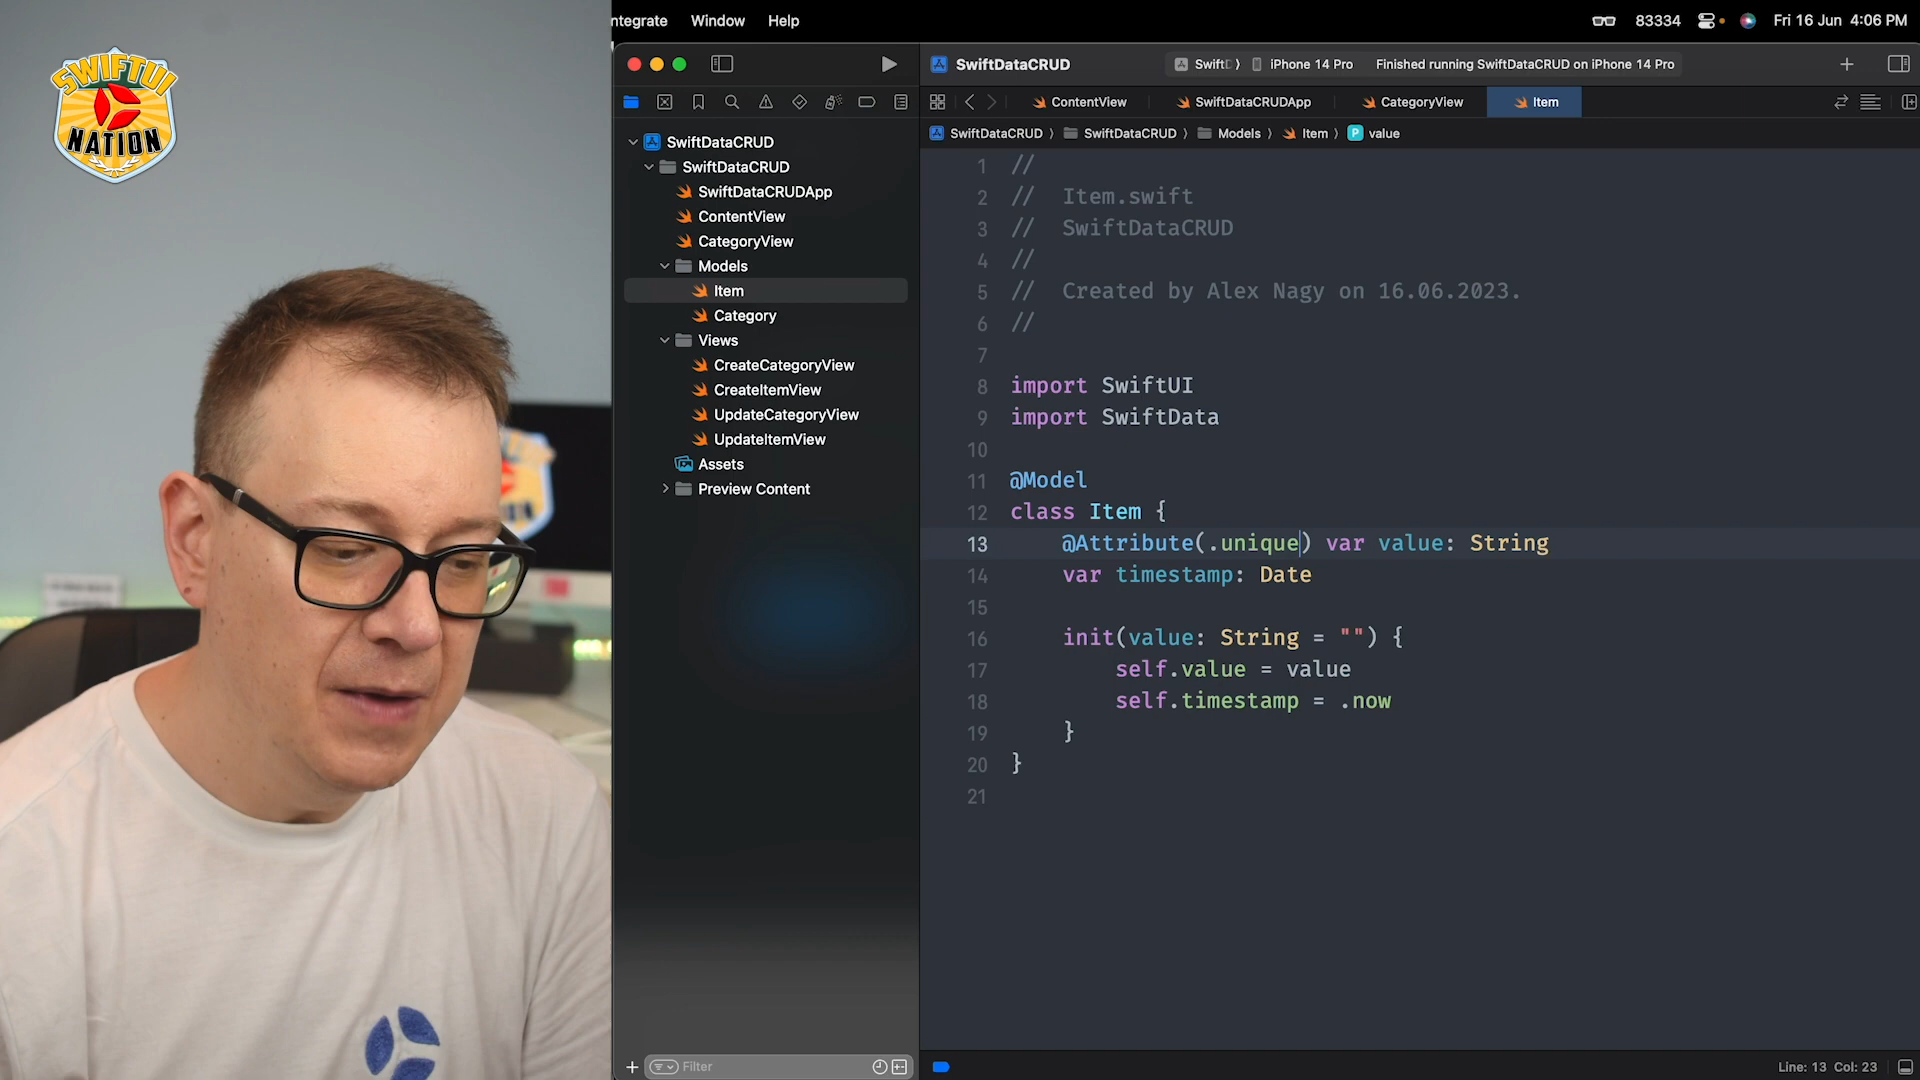 SWIFTUI
NATION
ntegrate Window Help
83334 Fri 16 Jun 4:06 PM
SwiftDataCRUD
SwiftD iPhone 14 Pro Finished running SwiftDataCRUD on iPhone 14 Pro
ContentView SwiftDataCRUDApp CategoryView Item
SwiftDataCRUD SwiftDataCRUD Models Item P value
SwiftDataCRUD
SwiftDataCRUD
SwiftDataCRUDApp
ContentView
CategoryView
Models
Item
Category
Views
CreateCategoryView
CreateItemView
UpdateCategoryView
UpdateItemView
Assets
Preview Content
Filter
1 //
2 // Item.swift
3 // SwiftDataCRUD
4 //
5 // Created by Alex Nagy on 16.06.2023.
6 //
7
8 import SwiftUI
9 import SwiftData
10
11 @Model
12 class Item {
13 @Attribute(.unique) var value: String
14 var timestamp: Date
15
16 init(value: String = "") {
17 self.value = value
18 self.timestamp = .now
19 }
20 }
21
Line: 13 Col: 23